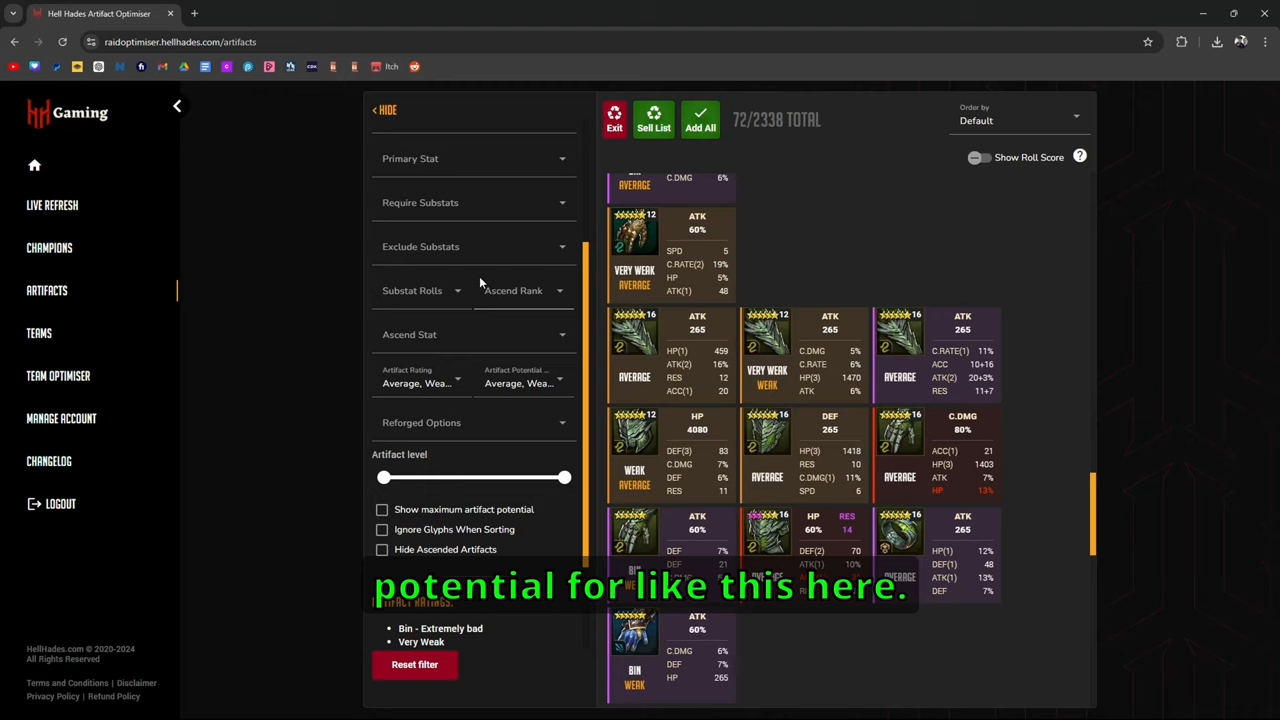 Hell Hades Artifact Optimiser
raidoptimiser.hellhades.com/artifacts
Itch
Gaming
LIVE REFRESH
CHAMPIONS
ARTIFACTS
TEAMS
TEAM OPTIMISER
MANAGE ACCOUNT
CHANGELOG
LOGOUT
HellHades.com © 2020-2024
All Rights Reserved
Terms and Conditions | Disclaimer
Privacy Policy | Refund Policy
< HIDE
Primary Stat
Require Substats
Exclude Substats
Substat Rolls
Ascend Rank
Ascend Stat
Artifact Rating
Average, Wea...
Artifact Potential ...
Average, Wea...
Reforged Options
Artifact level
Show maximum artifact potential
Ignore Glyphs When Sorting
Hide Ascended Artifacts
Bin - Extremely bad
Very Weak
Reset filter
Exit
Sell List
Add All
72/2338 TOTAL
Order by
Default
Show Roll Score
?
AVERAGE
C.DMG 6%
12
VERY WEAK
AVERAGE
ATK
60%
SPD 5
C.RATE(2) 19%
HP 5%
ATK(1) 48
16
AVERAGE
ATK
265
HP(1) 459
ATK(2) 16%
RES 12
ACC(1) 20
12
VERY WEAK
WEAK
ATK
265
C.DMG 5%
C.RATE 6%
HP(3) 1470
ATK 6%
16
AVERAGE
ATK
265
C.RATE(1) 11%
ACC 10+16
ATK(2) 20+3%
RES 11+7
12
WEAK
AVERAGE
HP
4080
DEF(3) 83
C.DMG 7%
DEF 6%
RES 11
16
AVERAGE
DEF
265
HP(3) 1418
RES 10
C.DMG(1) 11%
SPD 6
16
AVERAGE
C.DMG
80%
ACC(1) 21
HP(3) 1403
ATK 7%
HP 13%
ATK
60%
DEF 7%
DEF 21
WEAK
16
HP RES
60% 14
DEF(2) 70
ATK(1) 10%
16
AVERAGE
ATK
265
HP(1) 12%
DEF(1) 48
ATK(1) 13%
DEF 7%
potential for like this here.
BIN
WEAK
ATK
60%
C.DMG 6%
DEF 7%
HP 265